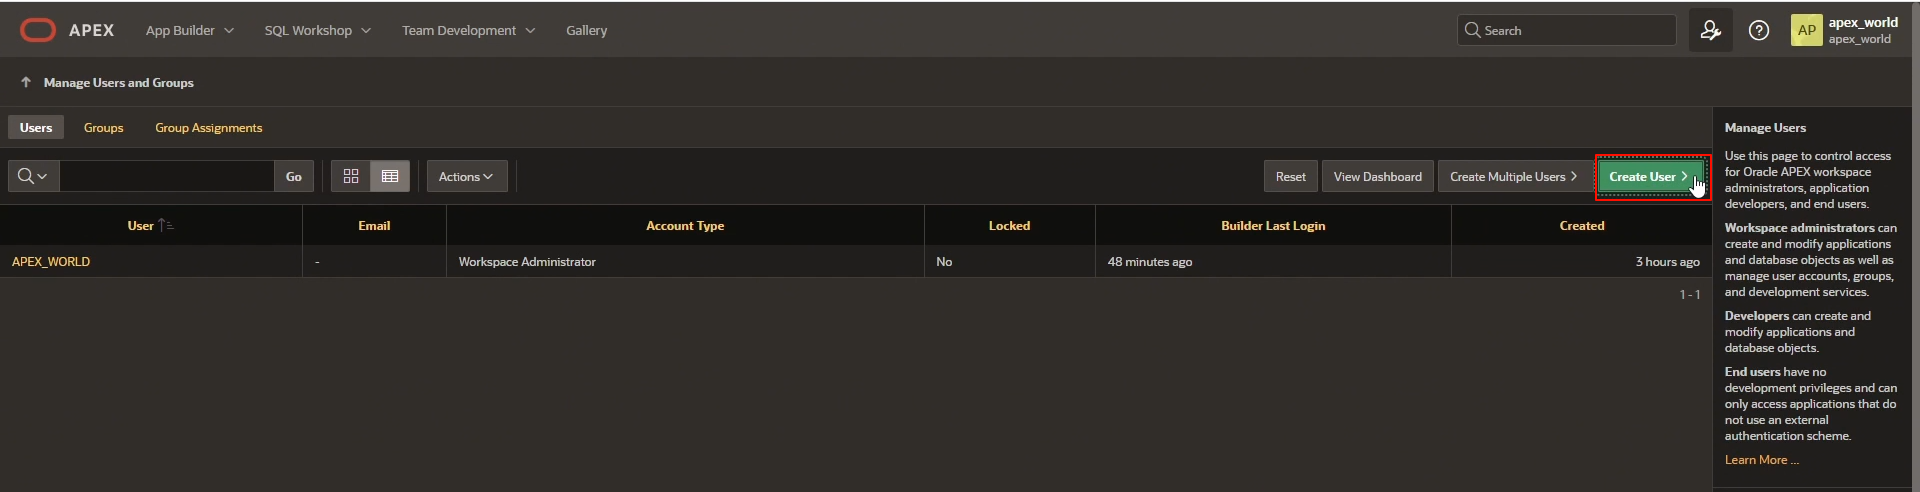 APEX App Builder SQL Workshop Team Development Gallery Search AP apex_world
apex_world
Manage Users and Groups
Users Groups Group Assignments
Go Actions Reset View Dashboard Create Multiple Users Create User
User Email Account Type Locked Builder Last Login Created
APEX_WORLD - Workspace Administrator No 48 minutes ago 3 hours ago
1 - 1
Manage Users
Use this page to control access
for Oracle APEX workspace
administrators, application
developers, and end users.
Workspace administrators can
create and modify applications
and database objects as well as
manage user accounts, groups,
and development services.
Developers can create and
modify applications and
database objects.
End users have no
development privileges and can
only access applications that do
not use an external
authentication scheme.
Learn More ...